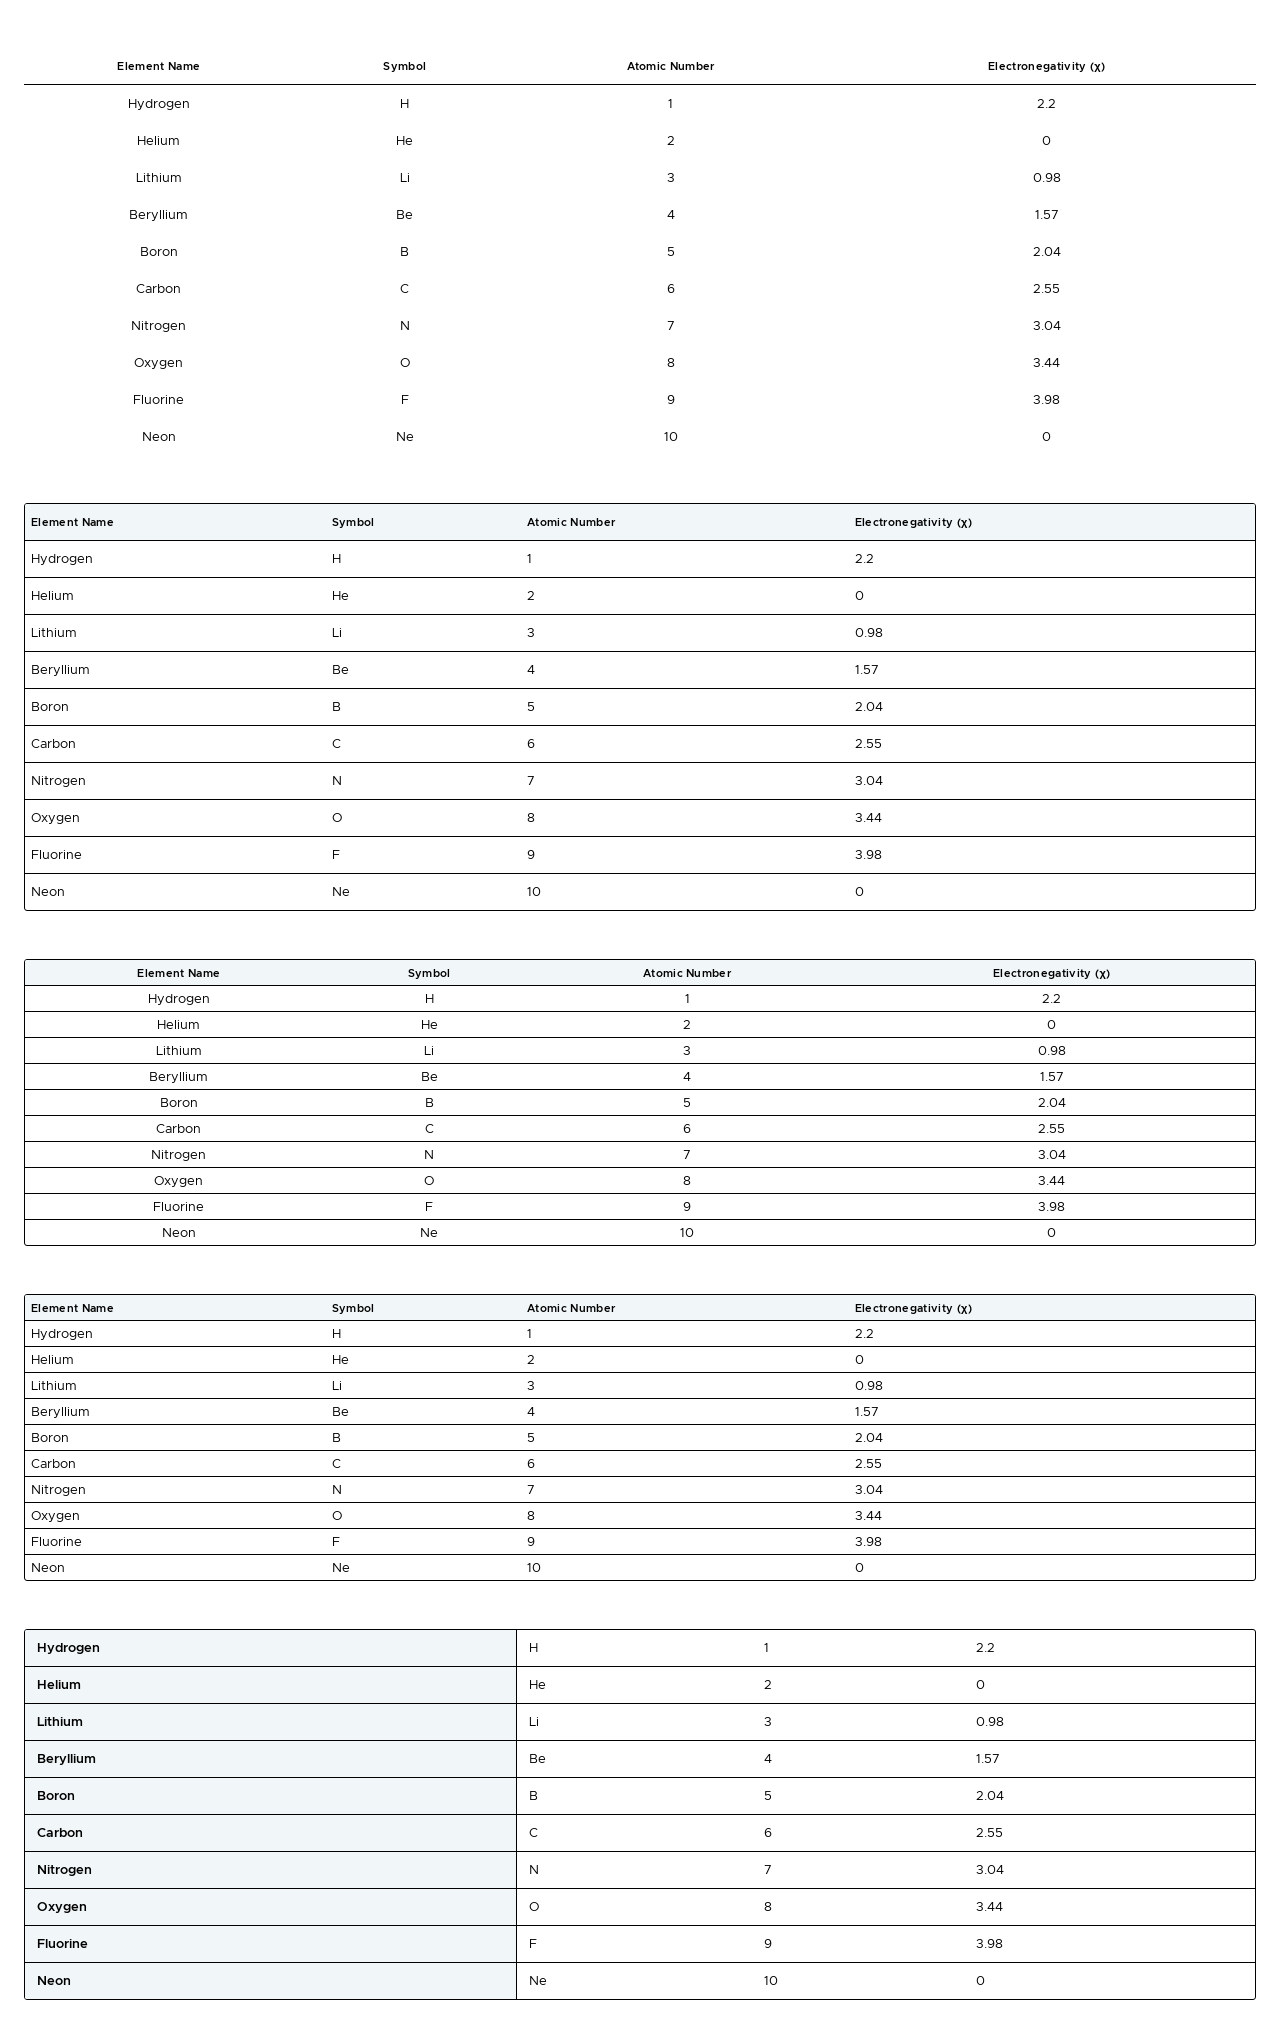 Element Name Symbol Atomic Number Electronegativity (χ)
Hydrogen H 1 2.2
Helium He 2 0
Lithium Li 3 0.98
Beryllium Be 4 1.57
Boron B 5 2.04
Carbon C 6 2.55
Nitrogen N 7 3.04
Oxygen O 8 3.44
Fluorine F 9 3.98
Neon Ne 10 0
Element Name Symbol Atomic Number Electronegativity (χ)
Hydrogen H 1 2.2
Helium He 2 0
Lithium Li 3 0.98
Beryllium Be 4 1.57
Boron B 5 2.04
Carbon C 6 2.55
Nitrogen N 7 3.04
Oxygen O 8 3.44
Fluorine F 9 3.98
Neon Ne 10 0
Element Name Symbol Atomic Number Electronegativity (χ)
Hydrogen H 1 2.2
Helium He 2 0
Lithium Li 3 0.98
Beryllium Be 4 1.57
Boron B 5 2.04
Carbon C 6 2.55
Nitrogen N 7 3.04
Oxygen O 8 3.44
Fluorine F 9 3.98
Neon Ne 10 0
Element Name Symbol Atomic Number Electronegativity (χ)
Hydrogen H 1 2.2
Helium He 2 0
Lithium Li 3 0.98
Beryllium Be 4 1.57
Boron B 5 2.04
Carbon C 6 2.55
Nitrogen N 7 3.04
Oxygen O 8 3.44
Fluorine F 9 3.98
Neon Ne 10 0
Hydrogen H 1 2.2
Helium He 2 0
Lithium Li 3 0.98
Beryllium Be 4 1.57
Boron B 5 2.04
Carbon C 6 2.55
Nitrogen N 7 3.04
Oxygen O 8 3.44
Fluorine F 9 3.98
Neon Ne 10 0